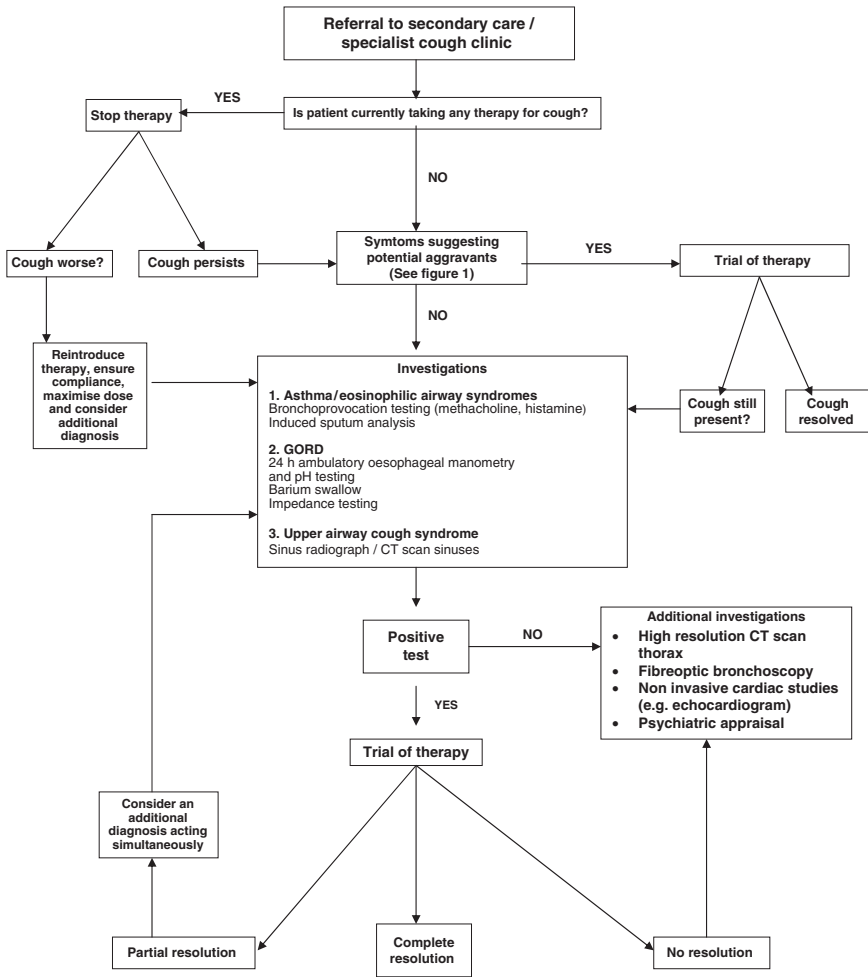 Referral to secondary care /
specialist cough clinic
YES
Is patient currently taking any therapy for cough?
Stop therapy
NO
Cough worse?
Cough persists
Symtoms suggesting
potential aggravants
(See figure 1)
YES
Trial of therapy
NO
Reintroduce
therapy, ensure
compliance,
maximise dose
and consider
additional
diagnosis
Investigations
1. Asthma/eosinophilic airway syndromes
Bronchoprovocation testing (methacholine, histamine)
Induced sputum analysis
2. GORD
24 h ambulatory oesophageal manometry
and pH testing
Barium swallow
Impedance testing
3. Upper airway cough syndrome
Sinus radiograph / CT scan sinuses
Cough still
present?
Cough
resolved
Positive
test
NO
Additional investigations
• High resolution CT scan
thorax
• Fibreoptic bronchoscopy
• Non invasive cardiac studies
(e.g. echocardiogram)
• Psychiatric appraisal
YES
Trial of therapy
Consider an
additional
diagnosis acting
simultaneously
Partial resolution
Complete
resolution
No resolution